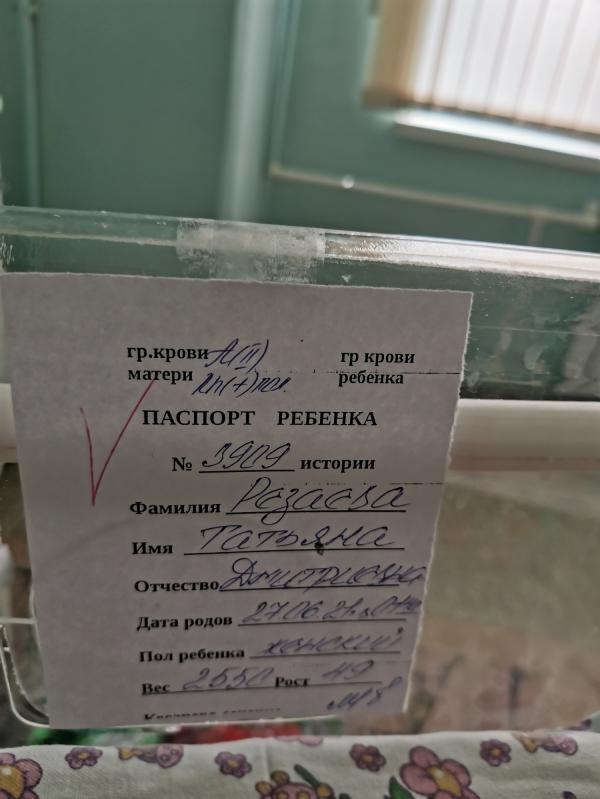 гр.крови A(II) гр крови
матери Rh(+)пол. ребенка
ПАСПОРТ РЕБЕНКА
№ 3909 истории
Фамилия Резаева
Имя Татьяна
Отчество Дмитриевна
Дата родов 27.06.21
Пол ребенка женский
Вес 2550 Рост 49